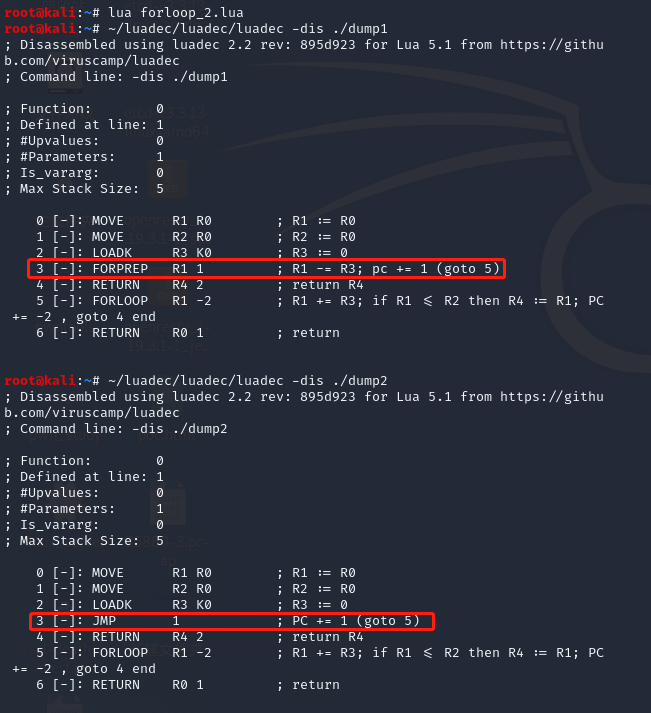 root@kali:~# lua forloop_2.lua
root@kali:~# ~/luadec/luadec/luadec -dis ./dump1
; Disassembled using luadec 2.2 rev: 895d923 for Lua 5.1 from https://githu
b.com/viruscamp/luadec
; Command line: -dis ./dump1
; Function:        0
; Defined at line: 1
; #Upvalues:       0
; #Parameters:     1
; Is_vararg:       0
; Max Stack Size:  5
    0 [-]: MOVE      R1 R0        ; R1 := R0
    1 [-]: MOVE      R2 R0        ; R2 := R0
    2 [-]: LOADK     R3 K0        ; R3 := 0
    3 [-]: FORPREP   R1 1         ; R1 -= R3; pc += 1 (goto 5)
    4 [-]: RETURN    R4 2         ; return R4
    5 [-]: FORLOOP   R1 -2        ; R1 += R3; if R1 <= R2 then R4 := R1; PC
 += -2 , goto 4 end
    6 [-]: RETURN    R0 1         ; return
root@kali:~# ~/luadec/luadec/luadec -dis ./dump2
; Disassembled using luadec 2.2 rev: 895d923 for Lua 5.1 from https://githu
b.com/viruscamp/luadec
; Command line: -dis ./dump2
; Function:        0
; Defined at line: 1
; #Upvalues:       0
; #Parameters:     1
; Is_vararg:       0
; Max Stack Size:  5
    0 [-]: MOVE      R1 R0        ; R1 := R0
    1 [-]: MOVE      R2 R0        ; R2 := R0
    2 [-]: LOADK     R3 K0        ; R3 := 0
    3 [-]: JMP       1            ; PC += 1 (goto 5)
    4 [-]: RETURN    R4 2         ; return R4
    5 [-]: FORLOOP   R1 -2        ; R1 += R3; if R1 <= R2 then R4 := R1; PC
 += -2 , goto 4 end
    6 [-]: RETURN    R0 1         ; return